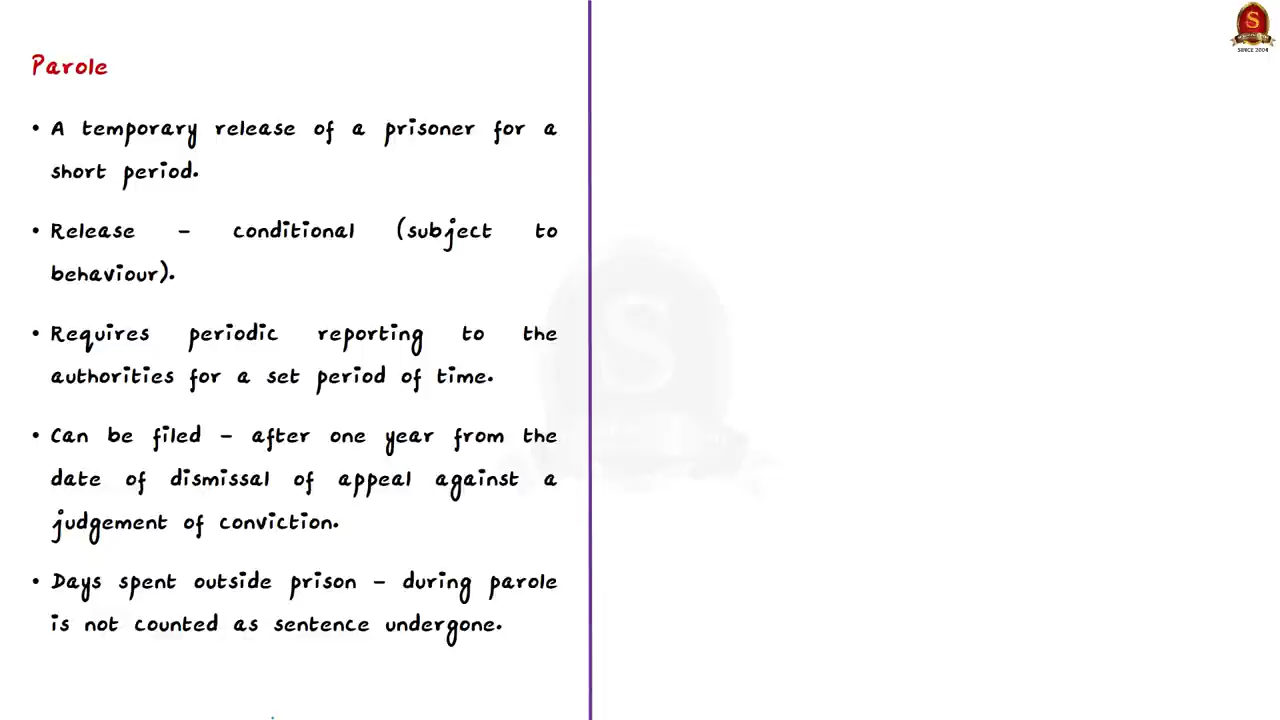 Parole
• A temporary release of a prisoner for a
short period.
• Release – conditional (subject to
behaviour).
• Requires periodic reporting to the
authorities for a set period of time.
• Can be filed – after one year from the
date of dismissal of appeal against a
judgement of conviction.
• Days spent outside prison – during parole
is not counted as sentence undergone.
S
SINCE 2004